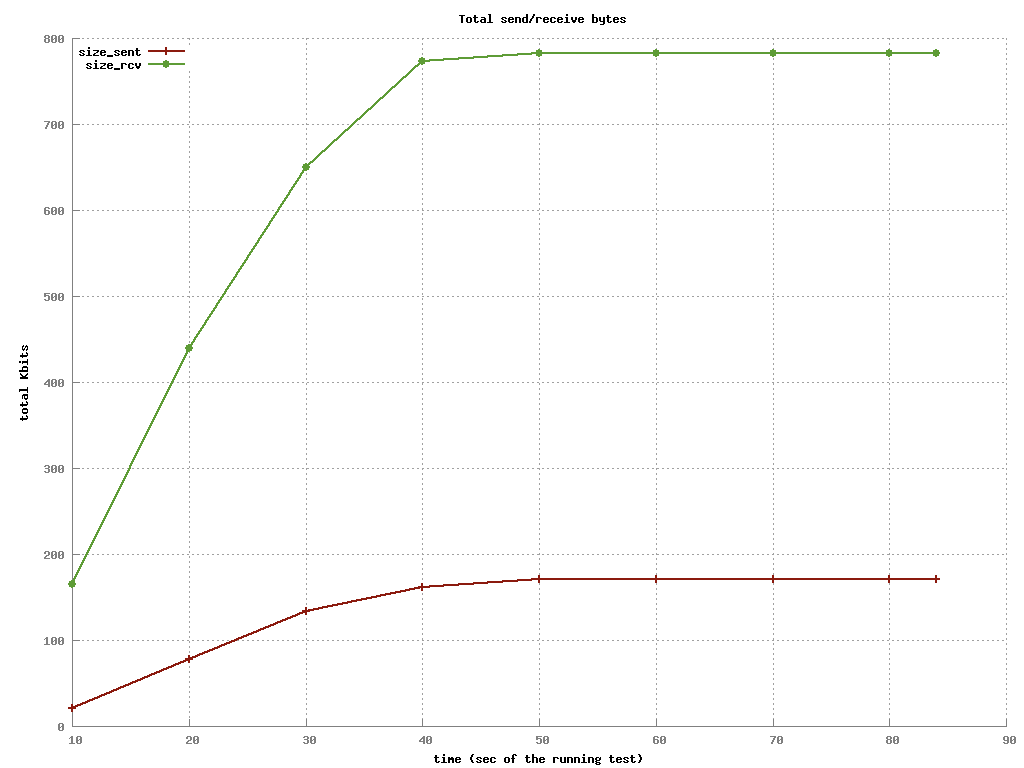 Total send/receive bytes
800
size_sent
size_rcv
700
600
500
total Kbits
400
300
200
100
0
10 20 30 40 50 60 70 80 90
time (sec of the running test)